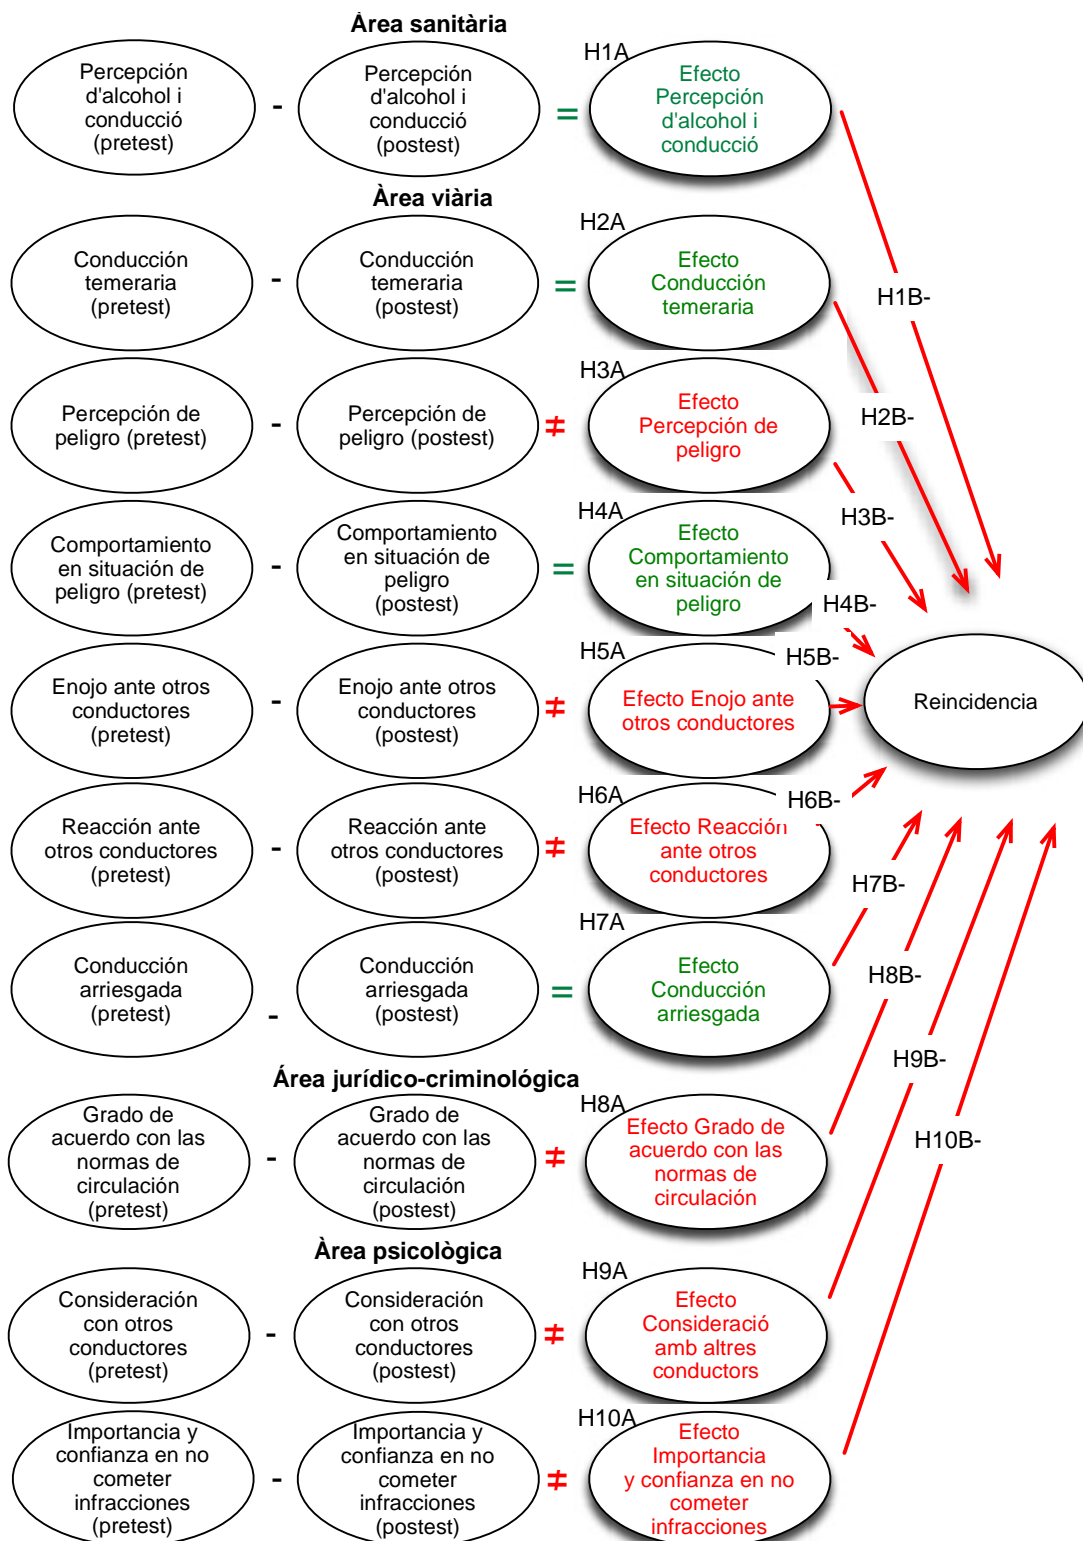 Àrea sanitària
Percepción
d'alcohol i
conducció
(pretest)
-
Percepción
d'alcohol i
conducció
(postest)
=
H1A
Efecto
Percepción
d'alcohol i
conducció
Àrea viària
Conducción
temeraria
(pretest)
-
Conducción
temeraria
(postest)
=
H2A
Efecto
Conducción
temeraria
H1B-
Percepción de
peligro (pretest)
-
Percepción de
peligro (postest)
≠
H3A
Efecto
Percepción de
peligro
H2B-
Comportamiento
en situación de
peligro (pretest)
-
Comportamiento
en situación de
peligro
(postest)
=
H4A
Efecto
Comportamiento
en situación de
peligro
H3B-
H4B-
Enojo ante otros
conductores
(pretest)
-
Enojo ante otros
conductores
(postest)
≠
H5A
Efecto Enojo ante
otros conductores
H5B-
Reincidencia
Reacción ante
otros conductores
(pretest)
-
Reacción ante
otros conductores
(postest)
≠
H6A
Efecto Reacción
ante otros
conductores
H6B-
Conducción
arriesgada
(pretest)
-
Conducción
arriesgada
(postest)
=
H7A
Efecto
Conducción
arriesgada
H7B-
H8B-
Área jurídico-criminológica
Grado de
acuerdo con las
normas de
circulación
(pretest)
-
Grado de
acuerdo con las
normas de
circulación
(postest)
≠
H8A
Efecto Grado de
acuerdo con las
normas de
circulación
H9B-
H10B-
Àrea psicològica
Consideración
con otros
conductores
(pretest)
-
Consideración
con otros
conductores
(postest)
≠
H9A
Efecto
Consideració
amb altres
conductors
Importancia y
confianza en no
cometer
infracciones
(pretest)
-
Importancia y
confianza en no
cometer
infracciones
(postest)
≠
H10A
Efecto
Importancia
y confianza en no
cometer
infracciones